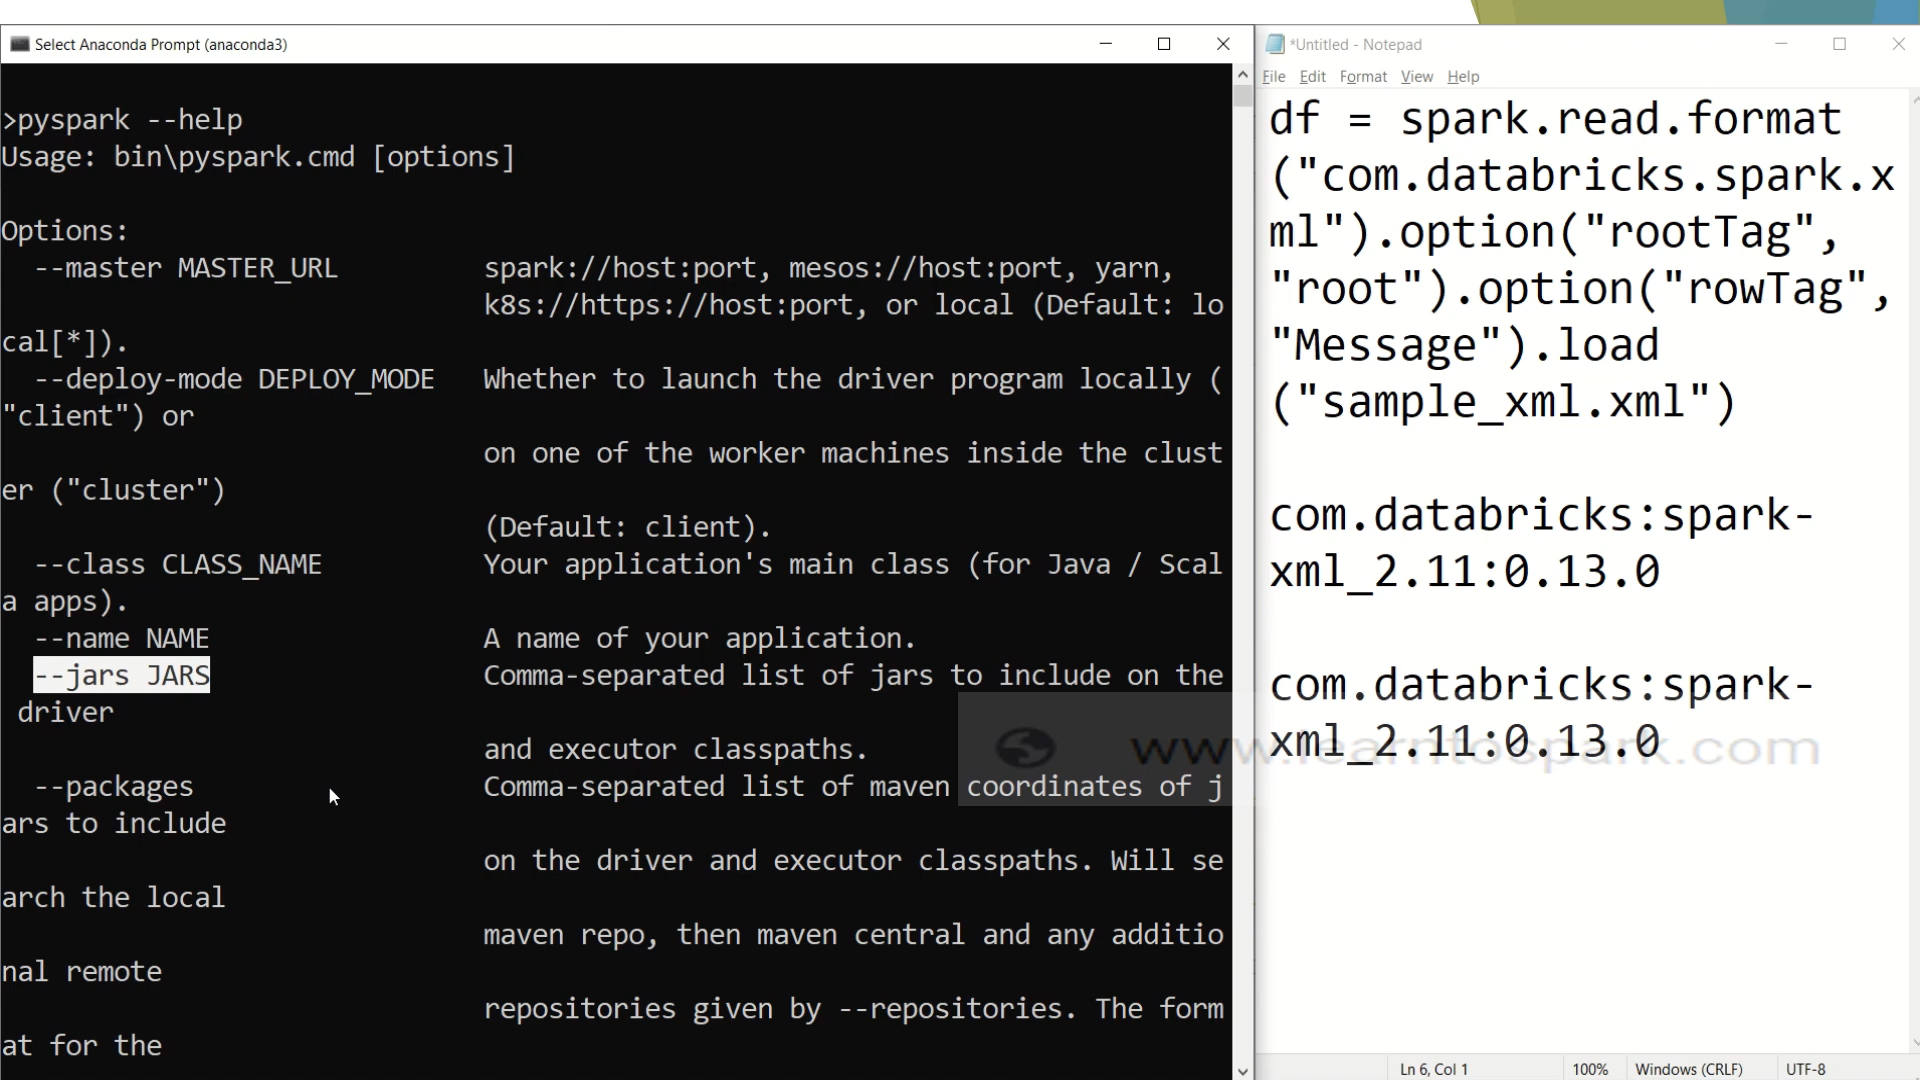 Select Anaconda Prompt (anaconda3)
>pyspark --help
Usage: bin\pyspark.cmd [options]
Options:
--master MASTER_URL spark://host:port, mesos://host:port, yarn,
k8s://https://host:port, or local (Default: lo
cal[*]).
--deploy-mode DEPLOY_MODE Whether to launch the driver program locally (
"client") or
on one of the worker machines inside the clust
er ("cluster")
(Default: client).
--class CLASS_NAME Your application's main class (for Java / Scal
a apps).
--name NAME A name of your application.
--jars JARS Comma-separated list of jars to include on the
driver
and executor classpaths.
--packages Comma-separated list of maven coordinates of j
ars to include
on the driver and executor classpaths. Will se
arch the local
maven repo, then maven central and any additio
nal remote
repositories given by --repositories. The form
at for the
*Untitled - Notepad
File Edit Format View Help
df = spark.read.format
("com.databricks.spark.x
ml").option("rootTag",
"root").option("rowTag",
"Message").load
("sample_xml.xml")
com.databricks:spark-
xml_2.11:0.13.0
com.databricks:spark-
xml_2.11:0.13.0
www.learntospark.com
Ln 6, Col 1 100% Windows (CRLF) UTF-8